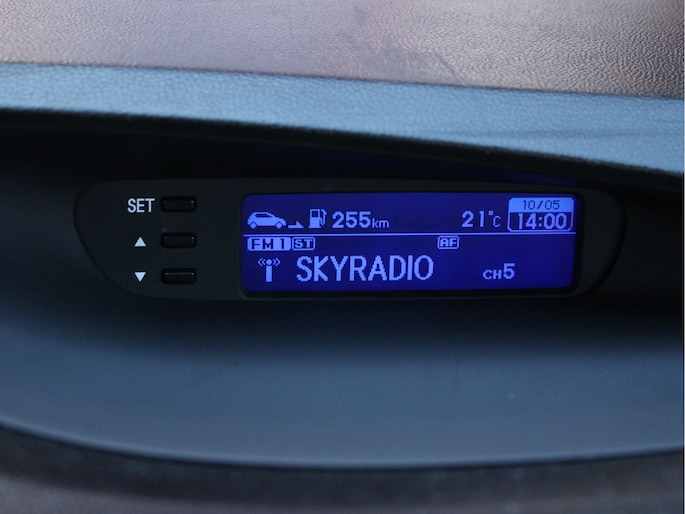 SET
▲
▼
10/05
255km 21°C 14:00
FM1 ST AF
SKYRADIO CH5